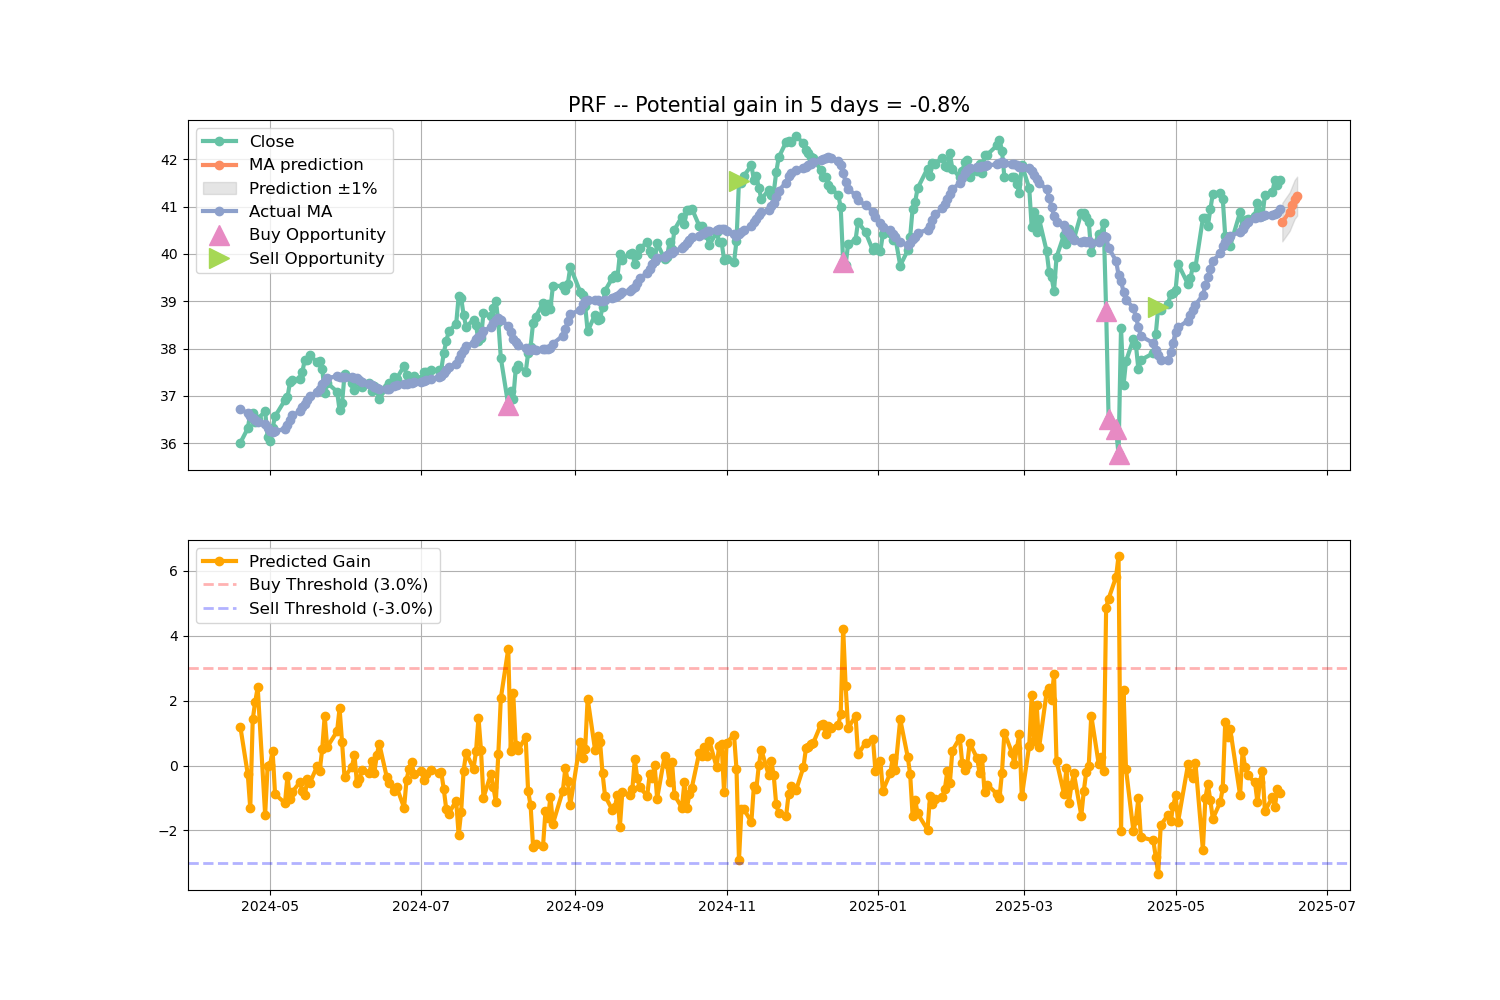 PRF -- Potential gain in 5 days = -0.8%
Close
MA prediction
Prediction ±1%
Actual MA
Buy Opportunity
Sell Opportunity
42
41
40
39
38
37
36
Predicted Gain
Buy Threshold (3.0%)
Sell Threshold (-3.0%)
6
4
2
0
−2
2024-05 2024-07 2024-09 2024-11 2025-01 2025-03 2025-05 2025-07